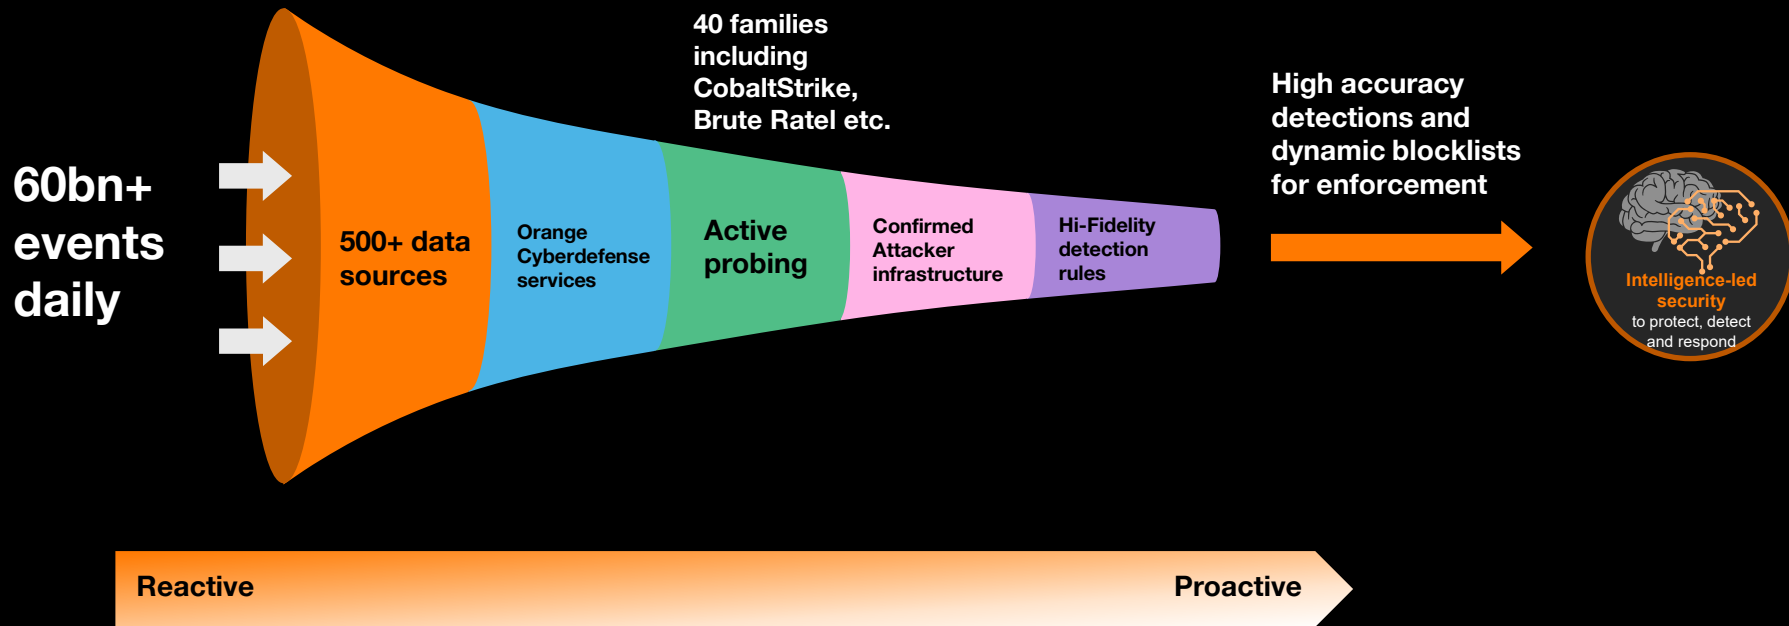 60bn+
events
daily
500+ data
sources
Orange
Cyberdefense
services
40 families
including
CobaltStrike,
Brute Ratel etc.
Active
probing
Confirmed
Attacker
infrastructure
Hi-Fidelity
detection
rules
High accuracy
detections and
dynamic blocklists
for enforcement
Intelligence-led
security
to protect, detect
and respond
Reactive
Proactive